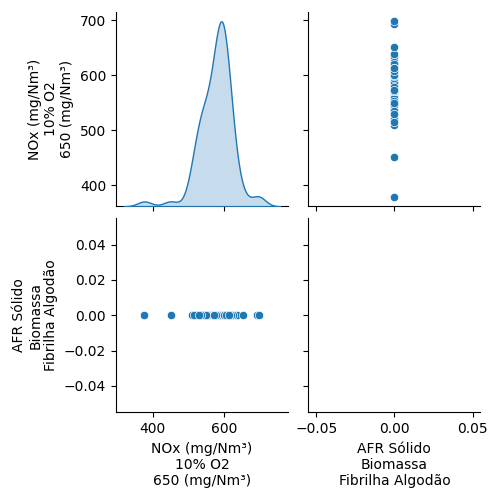 700
600
500
400
NOx (mg/Nm³)
10% O2
650 (mg/Nm³)
0.04
0.02
0.00
−0.02
−0.04
AFR Sólido
Biomassa
Fibrilha Algodão
400 600
NOx (mg/Nm³)
10% O2
650 (mg/Nm³)
−0.05 0.00 0.05
AFR Sólido
Biomassa
Fibrilha Algodão